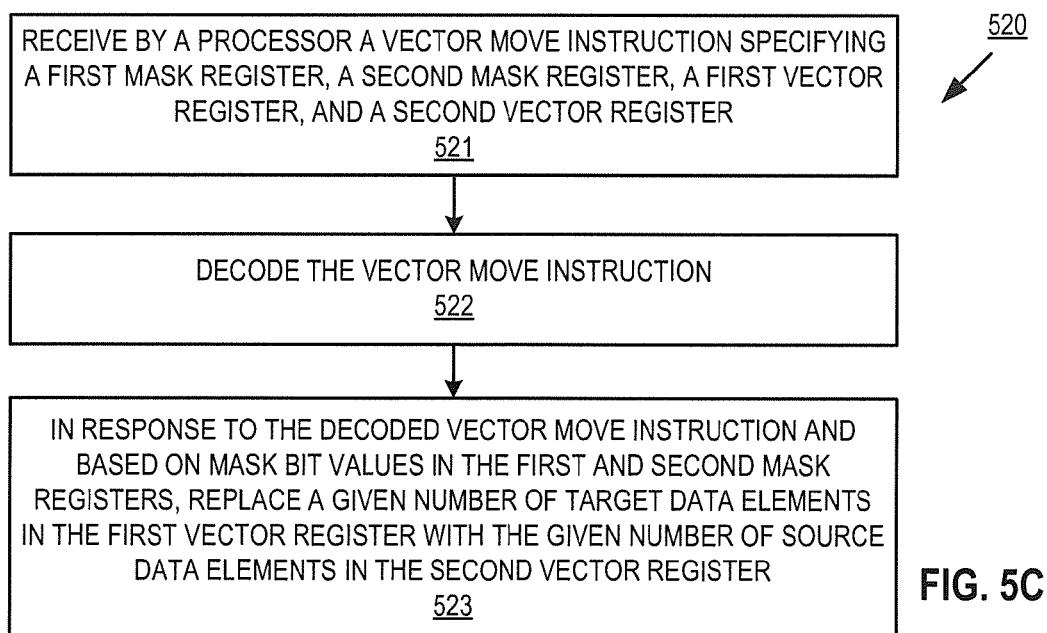 520
RECEIVE BY A PROCESSOR A VECTOR MOVE INSTRUCTION SPECIFYING
A FIRST MASK REGISTER, A SECOND MASK REGISTER, A FIRST VECTOR
REGISTER, AND A SECOND VECTOR REGISTER
521
DECODE THE VECTOR MOVE INSTRUCTION
522
IN RESPONSE TO THE DECODED VECTOR MOVE INSTRUCTION AND
BASED ON MASK BIT VALUES IN THE FIRST AND SECOND MASK
REGISTERS, REPLACE A GIVEN NUMBER OF TARGET DATA ELEMENTS
IN THE FIRST VECTOR REGISTER WITH THE GIVEN NUMBER OF SOURCE
DATA ELEMENTS IN THE SECOND VECTOR REGISTER
523
FIG. 5C